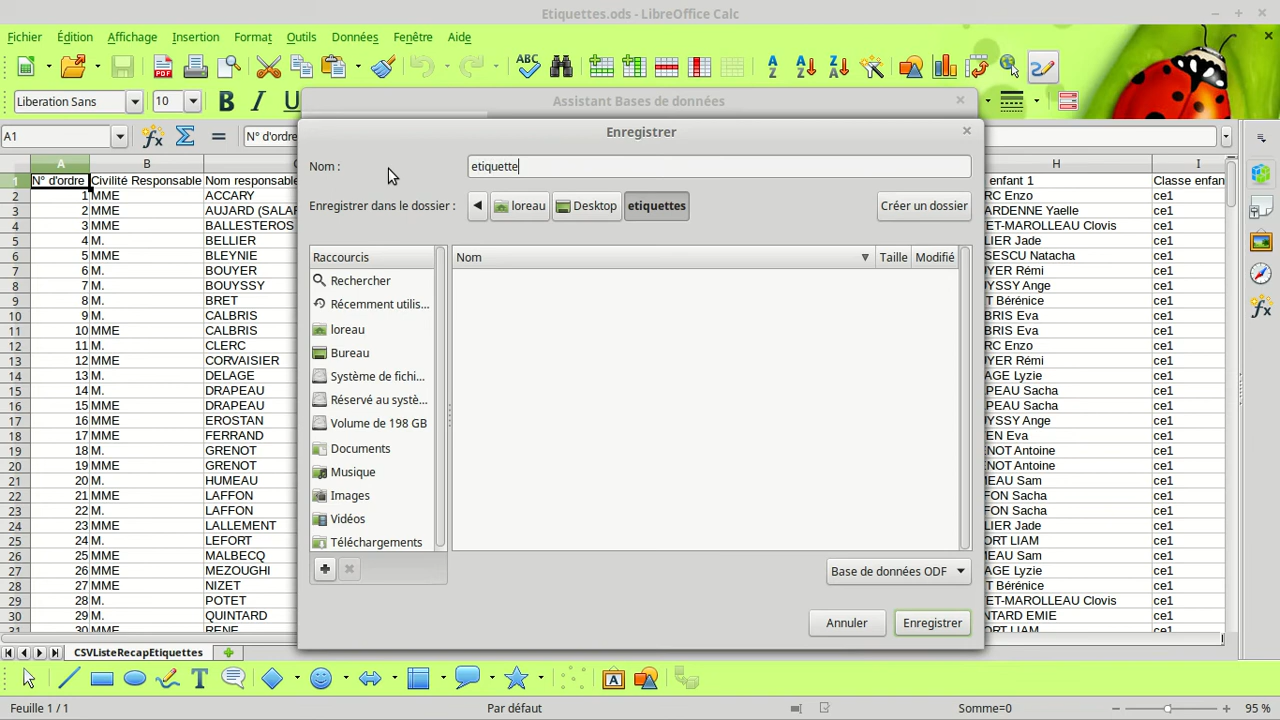 Etiquettes.ods - LibreOffice Calc
Fichier Édition Affichage Insertion Format Outils Données Fenêtre Aide
Liberation Sans 10 B I U
Assistant Bases de données
A1 N° d'ordre
Enregistrer
Nom : etiquette
Enregistrer dans le dossier : loreau Desktop etiquettes Créer un dossier
Raccourcis Nom Taille Modifié
Rechercher
Récemment utilis...
loreau
Bureau
Système de fichi...
Réservé au systè...
Volume de 198 GB
Documents
Musique
Images
Vidéos
Téléchargements
Base de données ODF
Annuler Enregistrer
A B C H I
1 N° d'ordre Civilité Responsable Nom responsable enfant 1 Classe enfan
2 1 MME ACCARY RC Enzo ce1
3 2 MME AUJARD (SALAR ARDENNE Yaelle ce1
4 3 MME BALLESTEROS ET-MAROLLEAU Clovis ce1
5 4 M. BELLIER LIER Jade ce1
6 5 MME BLEYNIE SESCU Natacha ce1
7 6 M. BOUYER YER Rémi ce1
8 7 M. BOUYSSY YSSY Ange ce1
9 8 M. BRET T Bérénice ce1
10 9 M. CALBRIS BRIS Eva ce1
11 10 MME CALBRIS BRIS Eva ce1
12 11 M. CLERC RC Enzo ce1
13 12 MME CORVAISIER YER Rémi ce1
14 13 M. DELAGE AGE Lyzie ce1
15 14 M. DRAPEAU PEAU Sacha ce1
16 15 MME DRAPEAU PEAU Sacha ce1
17 16 MME EROSTAN YSSY Ange ce1
18 17 MME FERRAND EN Eva ce1
19 18 M. GRENOT NOT Antoine ce1
20 19 MME GRENOT NOT Antoine ce1
21 20 M. HUMEAU MEAU Sam ce1
22 21 MME LAFFON FON Sacha ce1
23 22 M. LAFFON FON Sacha ce1
24 23 MME LALLEMENT LIER Jade ce1
25 24 M. LEFORT ORT LIAM ce1
26 25 MME MALBECQ MEAU Sam ce1
27 26 MME MEZOUGHI AGE Lyzie ce1
28 27 MME NIZET T Bérénice ce1
29 28 M. POTET ET-MAROLLEAU Clovis ce1
30 29 M. QUINTARD NTARD EMIE ce1
31 30 MME RENE ORT LIAM ce1
CSVListeRecapEtiquettes
Feuille 1 / 1 Par défaut Somme=0 95 %